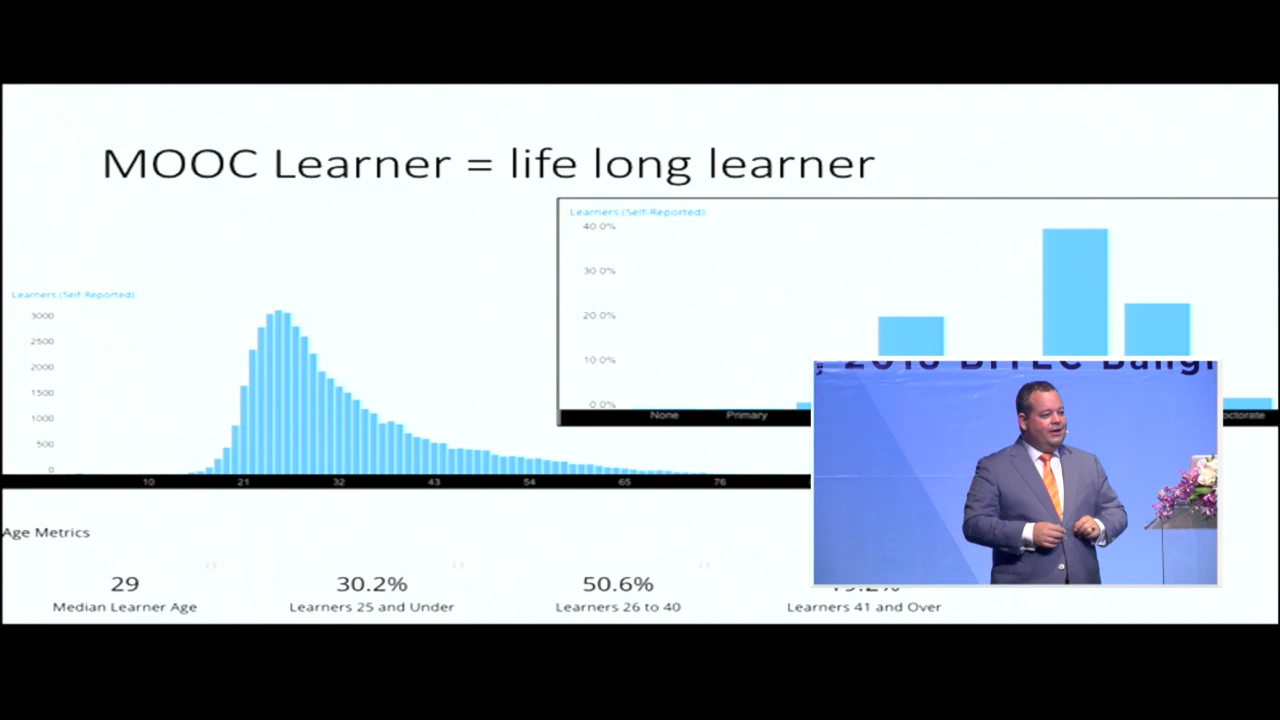 MOOC Learner = life long learner
Learners (Self-Reported)
40.0%
30.0%
20.0%
10.0%
0.0%
None Primary
Learners (Self-Reported)
3000
2500
2000
1500
1000
500
0
10 21 32 43 54 65 76
2018 BITEC
Age Metrics
29 30.2% 50.6%
Median Learner Age Learners 25 and Under Learners 26 to 40 Learners 41 and Over